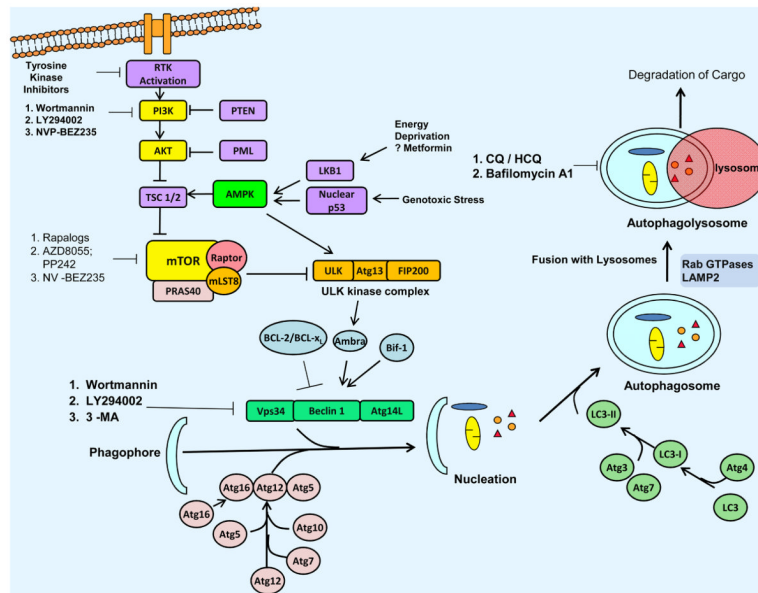 Tyrosine
Kinase
Inhibitors
RTK
Activation
1. Wortmannin
2. LY294002
3. NVP-BEZ235
PI3K
PTEN
AKT
PML
Energy
Deprivation
? Metformin
LKB1
TSC 1/2
AMPK
Nuclear
p53
Genotoxic Stress
1. Rapalogs
2. AZD8055;
PP242
3. NV -BEZ235
mTOR
Raptor
mLST8
PRAS40
ULK
Atg13
FIP200
ULK kinase complex
BCL-2/BCL-xL
Ambra
Bif-1
1. Wortmannin
2. LY294002
3. 3 -MA
Vps34
Beclin 1
Atg14L
Phagophore
Nucleation
Atg16
Atg12
Atg5
Atg16
Atg5
Atg10
Atg7
Atg12
Degradation of Cargo
1. CQ / HCQ
2. Bafilomycin A1
lysosom
Autophagolysosome
Fusion with Lysosomes
Rab GTPases
LAMP2
Autophagosome
LC3-II
LC3-I
Atg3
Atg7
Atg4
LC3